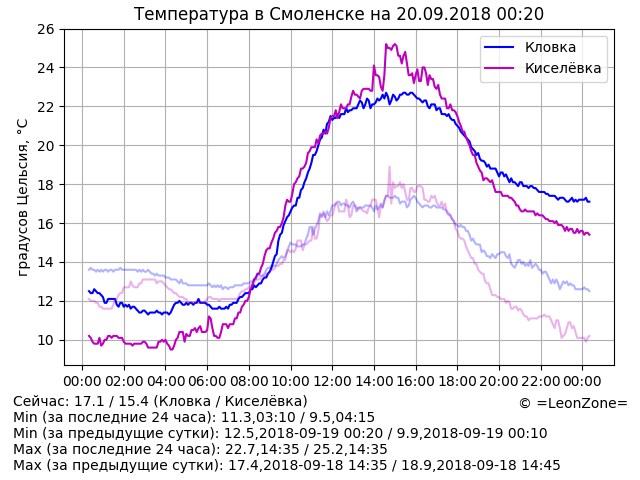 Температура в Смоленске на 20.09.2018 00:20
Кловка
Киселёвка
градусов Цельсия, °C
26
24
22
20
18
16
14
12
10
00:00 02:00 04:00 06:00 08:00 10:00 12:00 14:00 16:00 18:00 20:00 22:00 00:00
Сейчас: 17.1 / 15.4 (Кловка / Киселёвка)
© =LeonZone=
Min (за последние 24 часа): 11.3,03:10 / 9.5,04:15
Min (за предыдущие сутки): 12.5,2018-09-19 00:20 / 9.9,2018-09-19 00:10
Max (за последние 24 часа): 22.7,14:35 / 25.2,14:35
Max (за предыдущие сутки): 17.4,2018-09-18 14:35 / 18.9,2018-09-18 14:45